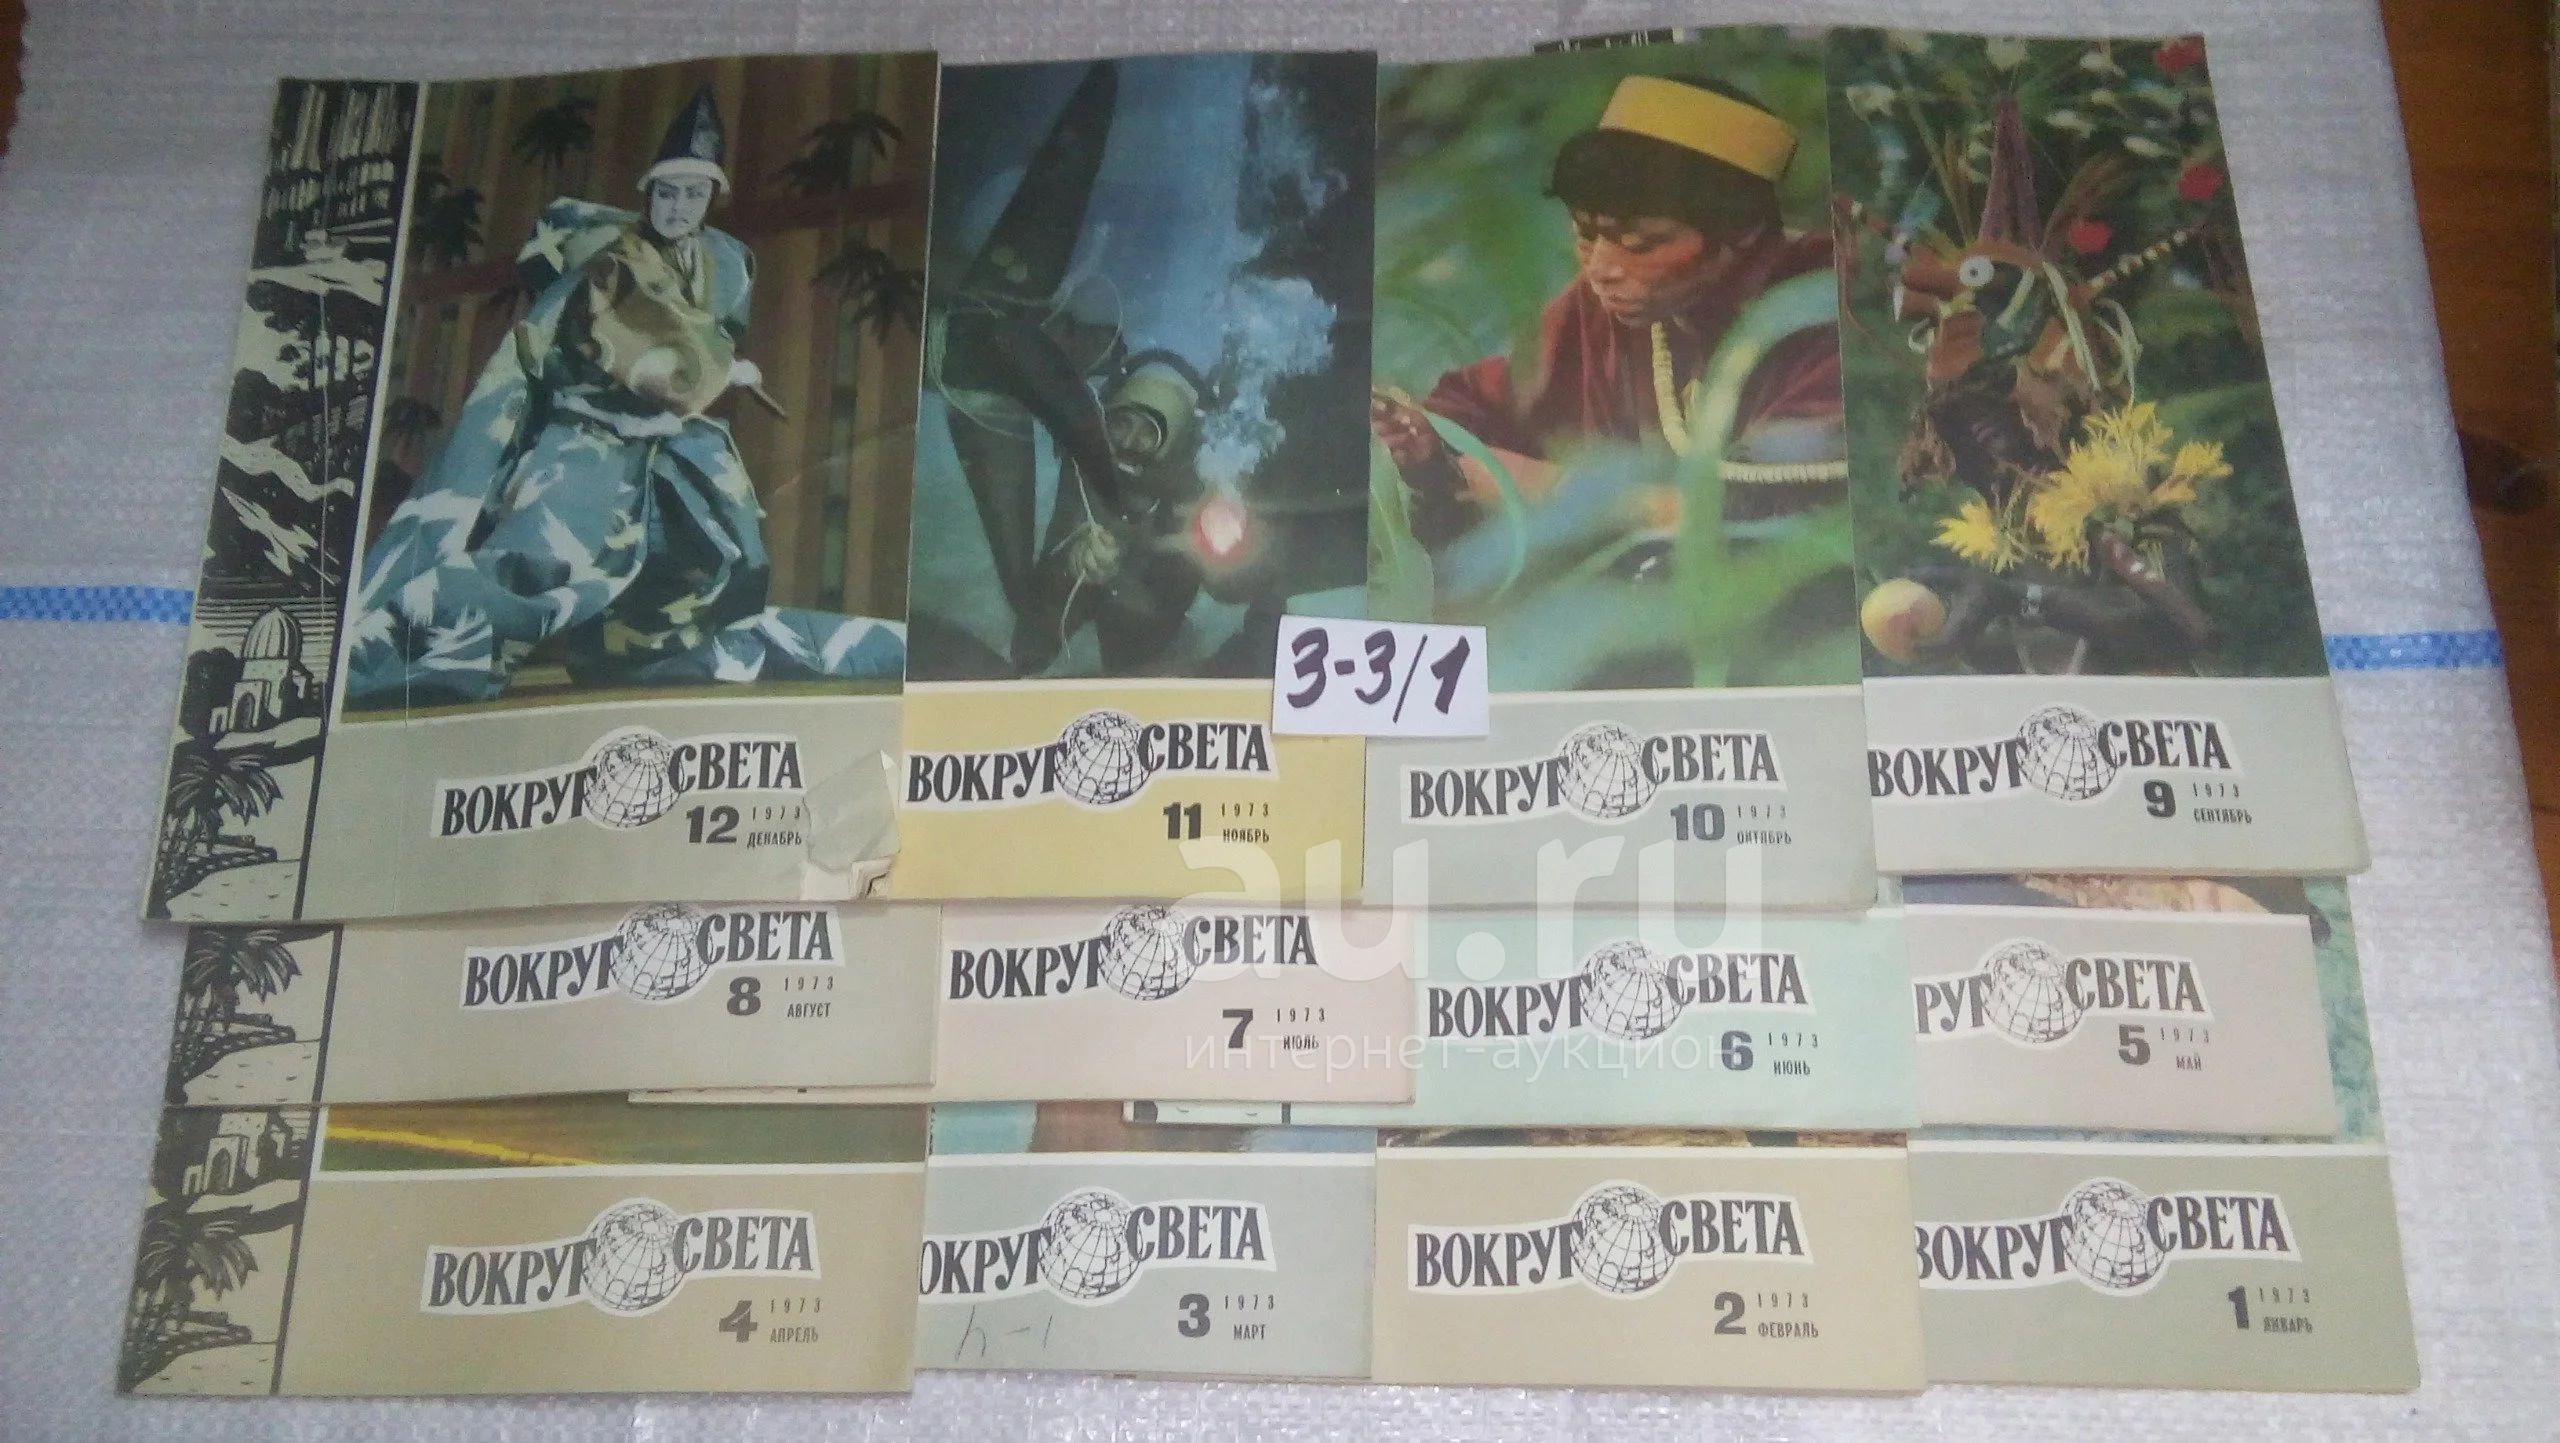 ВОКРУГ СВЕТА
12 1973
ДЕКАБРЬ
ВОКРУГ СВЕТА
11 1973
НОЯБРЬ
3-3/1
ВОКРУГ СВЕТА
10 1973
ОКТЯБРЬ
ВОКРУГ СВЕТА
9 1973
СЕНТЯБРЬ
au.ru
интернет-аукцион
ВОКРУГ СВЕТА
8 1973
АВГУСТ
ВОКРУГ СВЕТА
7 1973
ИЮЛЬ
ВОКРУГ СВЕТА
6 1973
ИЮНЬ
РУГ СВЕТА
5 1973
МАЙ
ВОКРУГ СВЕТА
4 1973
АПРЕЛЬ
ОКРУГ СВЕТА
3 1973
МАРТ
ВОКРУГ СВЕТА
2 1973
ФЕВРАЛЬ
ВОКРУГ СВЕТА
1 1973
ЯНВАРЬ